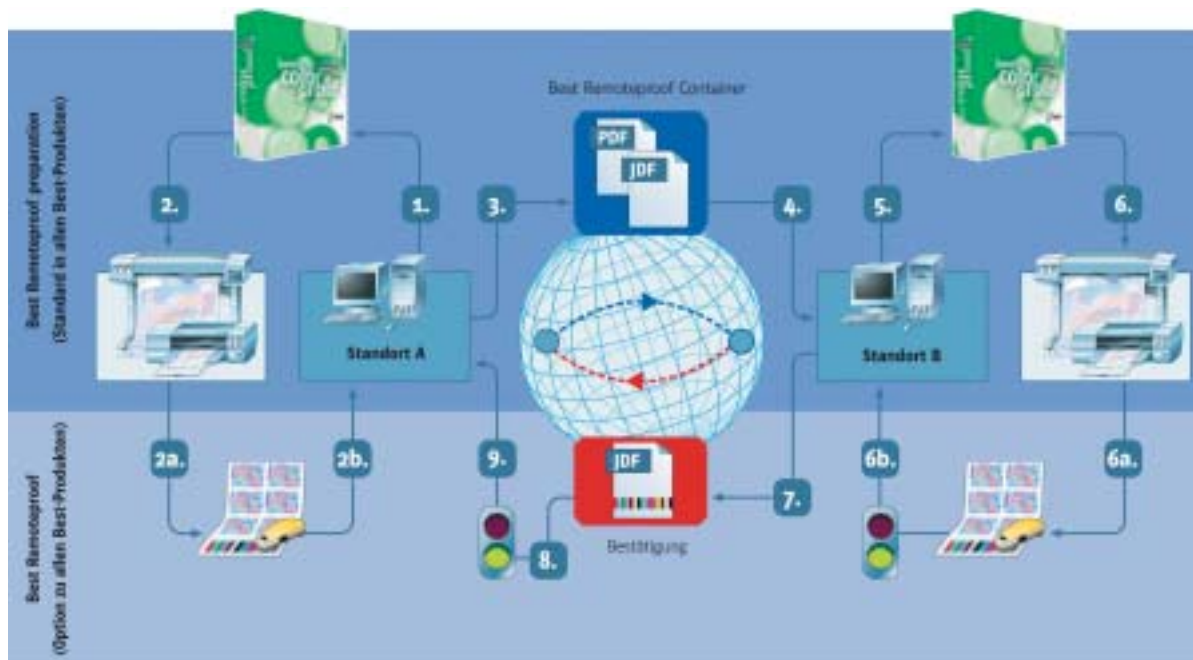 Best Remoteproof Container
PDF
JDF
2.
1.
3.
4.
5.
6.
Standort A
Standort B
Best Remoteproof preparation
(Standard in allen Best-Produkten)
2a.
2b.
9.
JDF
7.
6b.
6a.
8.
Bestätigung
Best Remoteproof
(Option zu allen Best-Produkten)